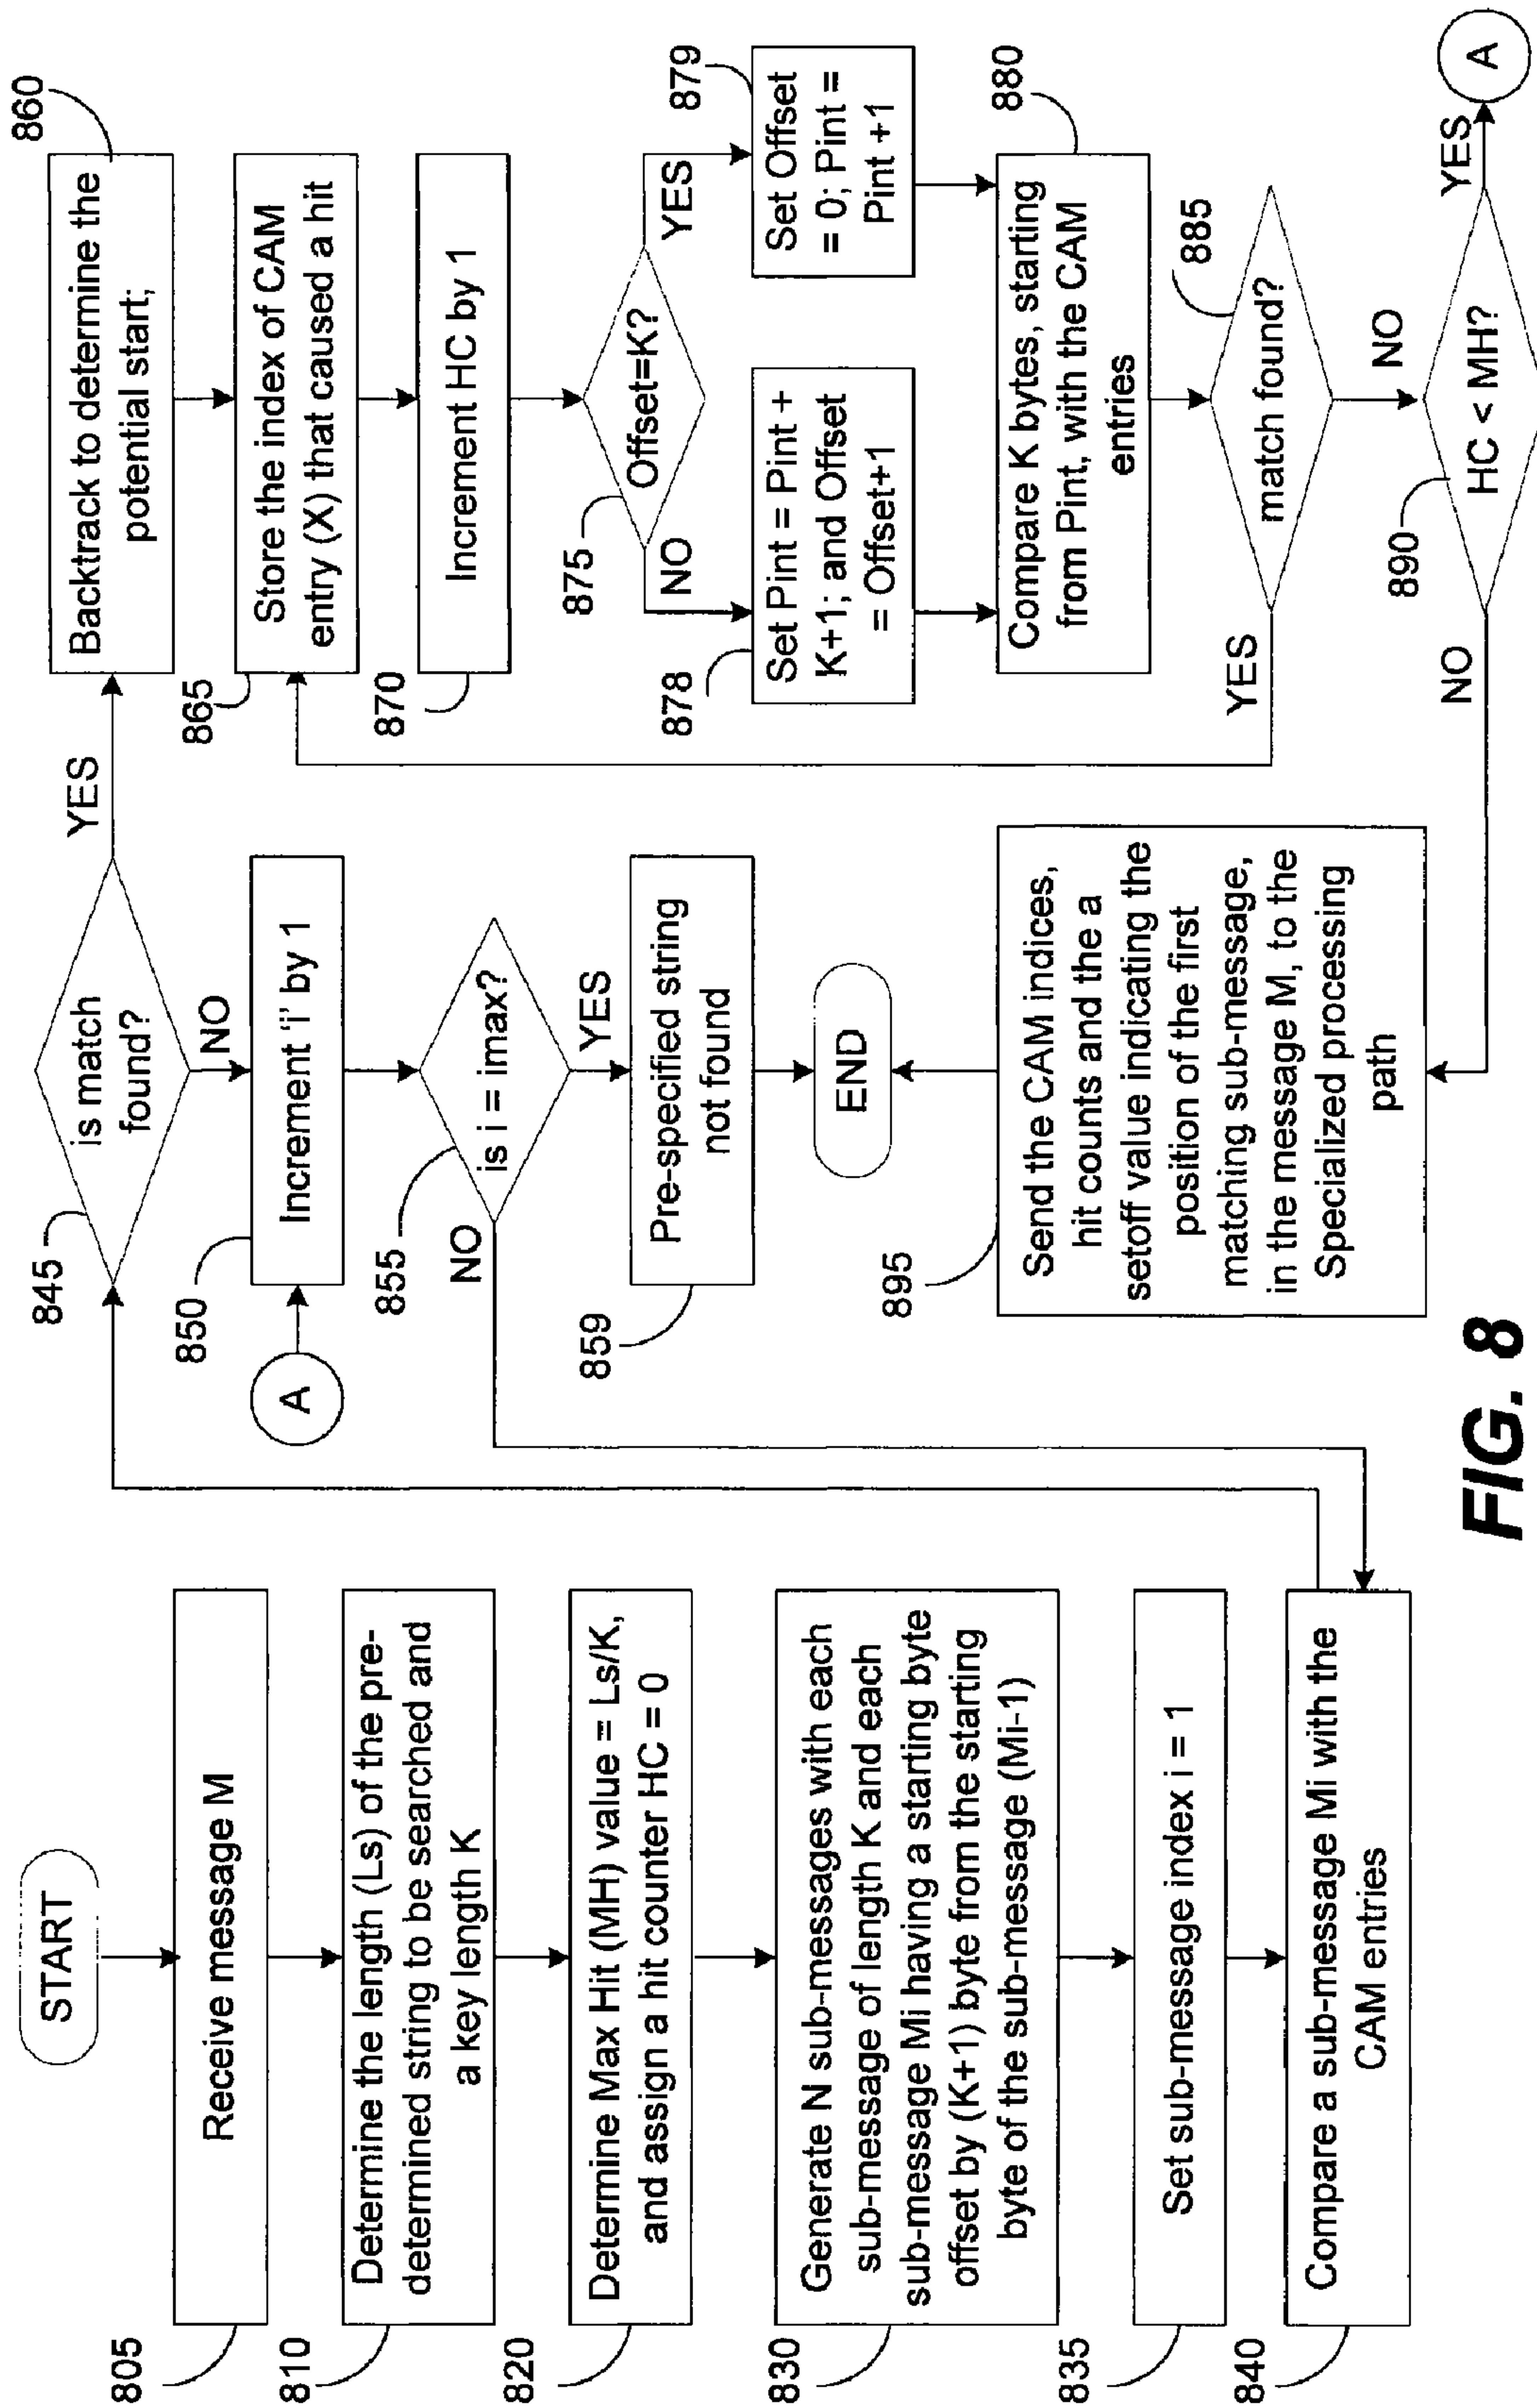 START
805
Receive message M
810
Determine the length (Ls) of the pre-
determined string to be searched and
a key length K
820
Determine Max Hit (MH) value = Ls/K,
and assign a hit counter HC = 0
830
Generate N sub-messages with each
sub-message of length K and each
sub-message Mi having a starting byte
offset by (K+1) byte from the starting
byte of the sub-message (Mi-1)
835
Set sub-message index i = 1
840
Compare a sub-message Mi with the
CAM entries
845
is match
found?
YES
NO
850
A
Increment 'i' by 1
855
is i = imax?
NO
YES
859
Pre-specified string
not found
END
895
Send the CAM indices,
hit counts and the a
setoff value indicating the
position of the first
matching sub-message,
in the message M, to the
Specialized processing
path
860
Backtrack to determine the
potential start;
865
Store the index of CAM
entry (X) that caused a hit
870
Increment HC by 1
875
Offset=K?
NO
YES
878
Set Pint = Pint +
K+1; and Offset
= Offset+1
879
Set Offset
= 0; Pint =
Pint +1
880
Compare K bytes, starting
from Pint, with the CAM
entries
885
match found?
YES
NO
890
HC < MH?
NO
YES
A
FIG. 8